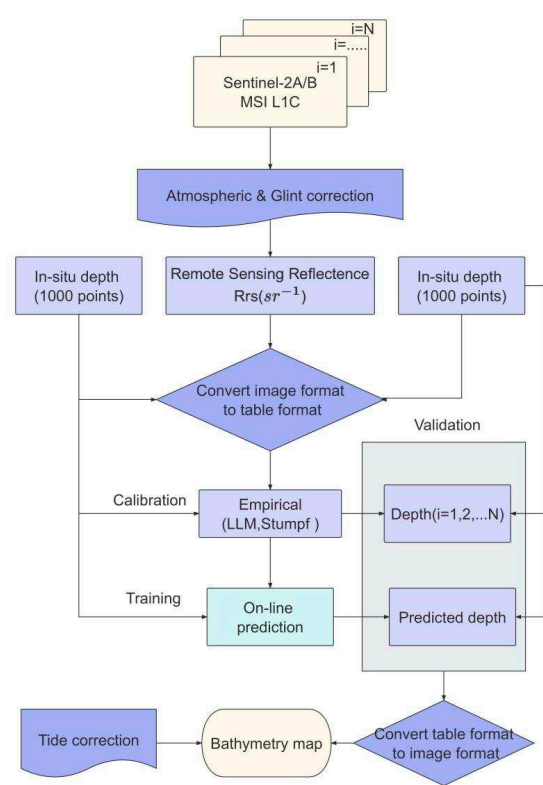 i=N
i=.....
i=1
Sentinel-2A/B
MSI L1C
Atmospheric & Glint correction
In-situ depth
(1000 points)
Remote Sensing Reflectence
Rrs(sr⁻¹)
In-situ depth
(1000 points)
Convert image format
to table format
Validation
Calibration
Empirical
(LLM,Stumpf )
Depth(i=1,2,...N)
Training
On-line
prediction
Predicted depth
Tide correction
Bathymetry map
Convert table format
to image format